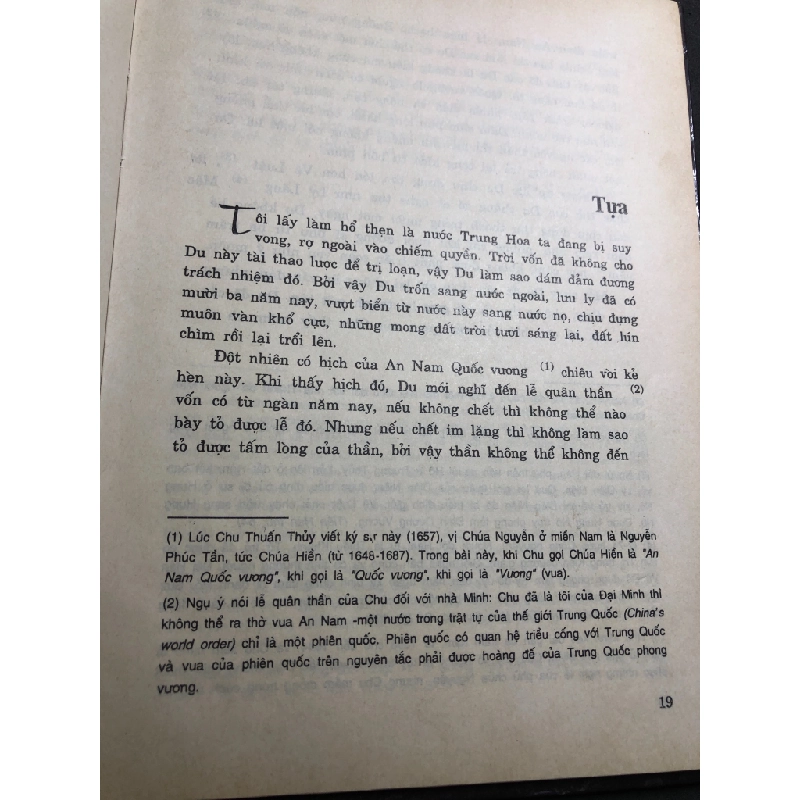 Tựa
Tôi lấy làm hổ thẹn là nước Trung Hoa ta đang bị suy
vong, rợ ngoài vào chiếm quyền. Trời vốn đã không cho
Du này tài thao lược để trị loạn, vậy Du làm sao dám đảm đương
trách nhiệm đó. Bởi vậy Du trốn sang nước ngoài, lưu ly đã có
mười ba năm nay, vượt biển từ nước này sang nước nọ, chịu đựng
muôn vàn khổ cực, những mong đất trời tươi sáng lại, đất lún
chìm rồi lại trổi lên.
Đột nhiên có hịch của An Nam Quốc vương (1) chiêu vời kẻ
hèn này. Khi thấy hịch đó, Du mới nghĩ đến lễ quân thần (2)
vốn có từ ngàn năm nay, nếu không chết thì không thể nào
bày tỏ được lễ đó. Nhưng nếu chết im lặng thì không làm sao
tỏ được tấm lòng của thần, bởi vậy thần không thể không đến
(1) Lúc Chu Thuấn Thủy viết ký s,r này (1657), vị Chúa Nguyễn ở miền Nam là Nguyễn
Phúc Tần, tức Chúa Hiền (từ 1648-1687). Trong bài này, khi Chu gọi Chúa Hiền là "An
Nam Quốc vương", khi gọi là "Quốc vương", khi gọi là "Vương" (vua).
(2) Ngụ ý nói lễ quân thần của Chu đối với nhà Minh: Chu đã là tôi của Đại Minh thì
không thể ra thờ vua An Nam -một nước trong trật tự của thế giới Trung Quốc (China's
world order) chỉ là một phiên quốc. Phiên quốc có quan hệ triều cống với Trung Quốc
và vua của phiên quốc trên nguyên tắc phải được hoàng đế của Trung Quốc phong
vương.
19